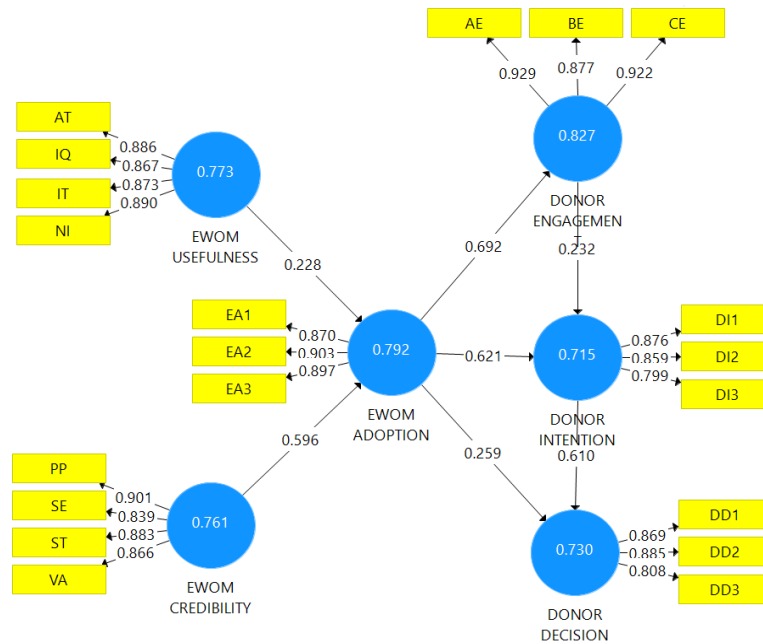 AE
BE
CE
0.929
0.877
0.922
0.827
DONOR
ENGAGEMEN
T
0.232
AT
IQ
IT
NI
0.886
0.867
0.873
0.890
0.773
EWOM
USEFULNESS
0.228
0.692
EA1
EA2
EA3
0.870
0.903
0.897
0.792
EWOM
ADOPTION
0.621
0.715
DONOR
INTENTION
0.610
0.876
0.859
0.799
DI1
DI2
DI3
0.596
0.259
PP
SE
ST
VA
0.901
0.839
0.883
0.866
0.761
EWOM
CREDIBILITY
0.730
DONOR
DECISION
0.869
0.885
0.808
DD1
DD2
DD3